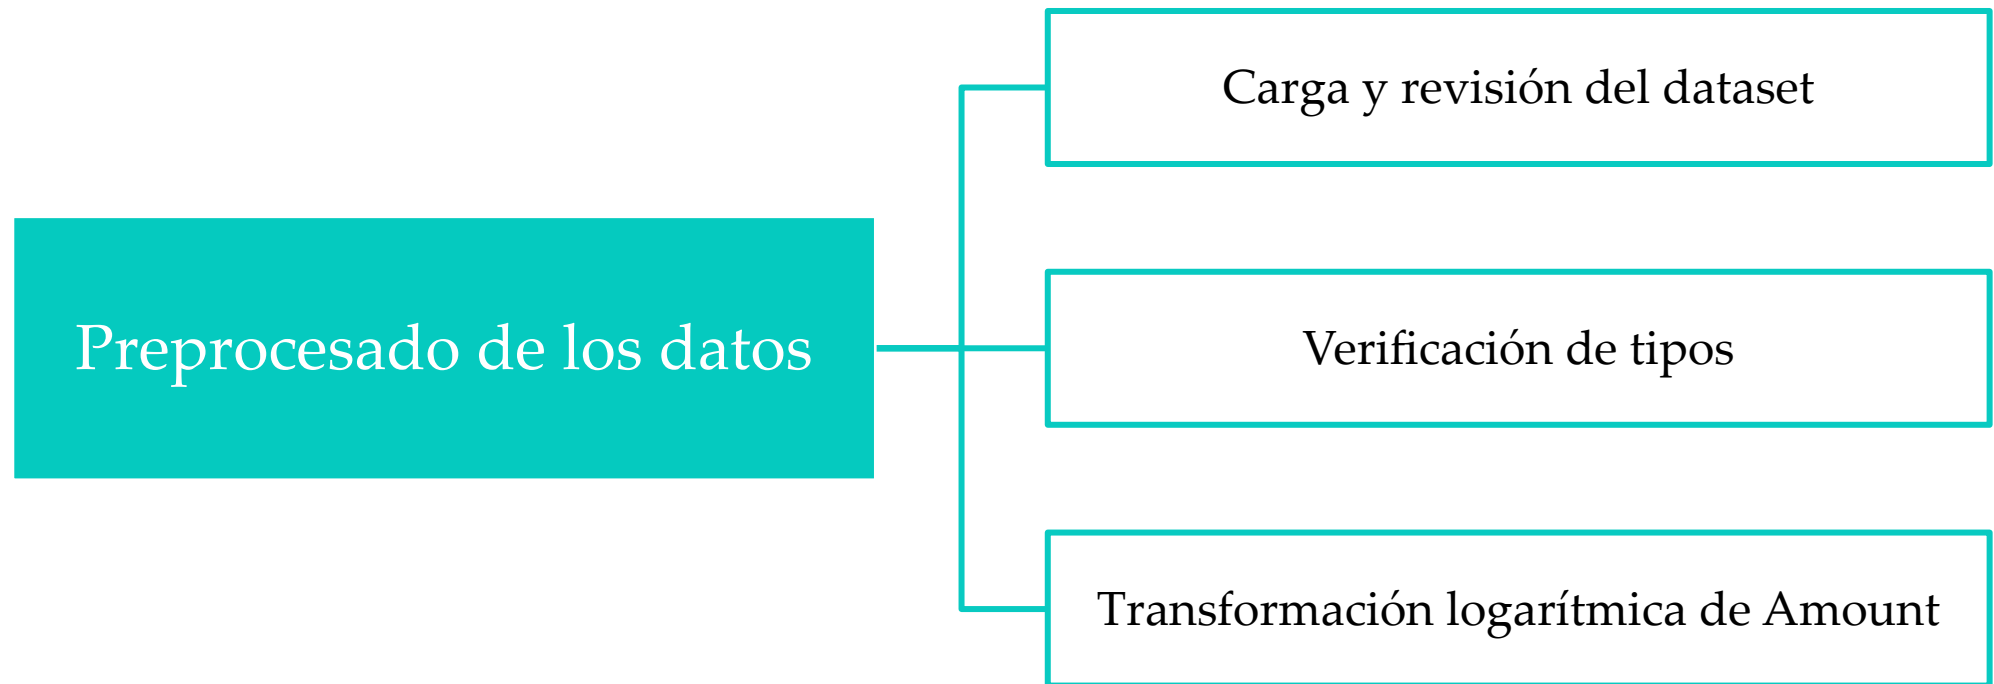 Preprocesado de los datos
Carga y revisión del dataset
Verificación de tipos
Transformación logarítmica de Amount